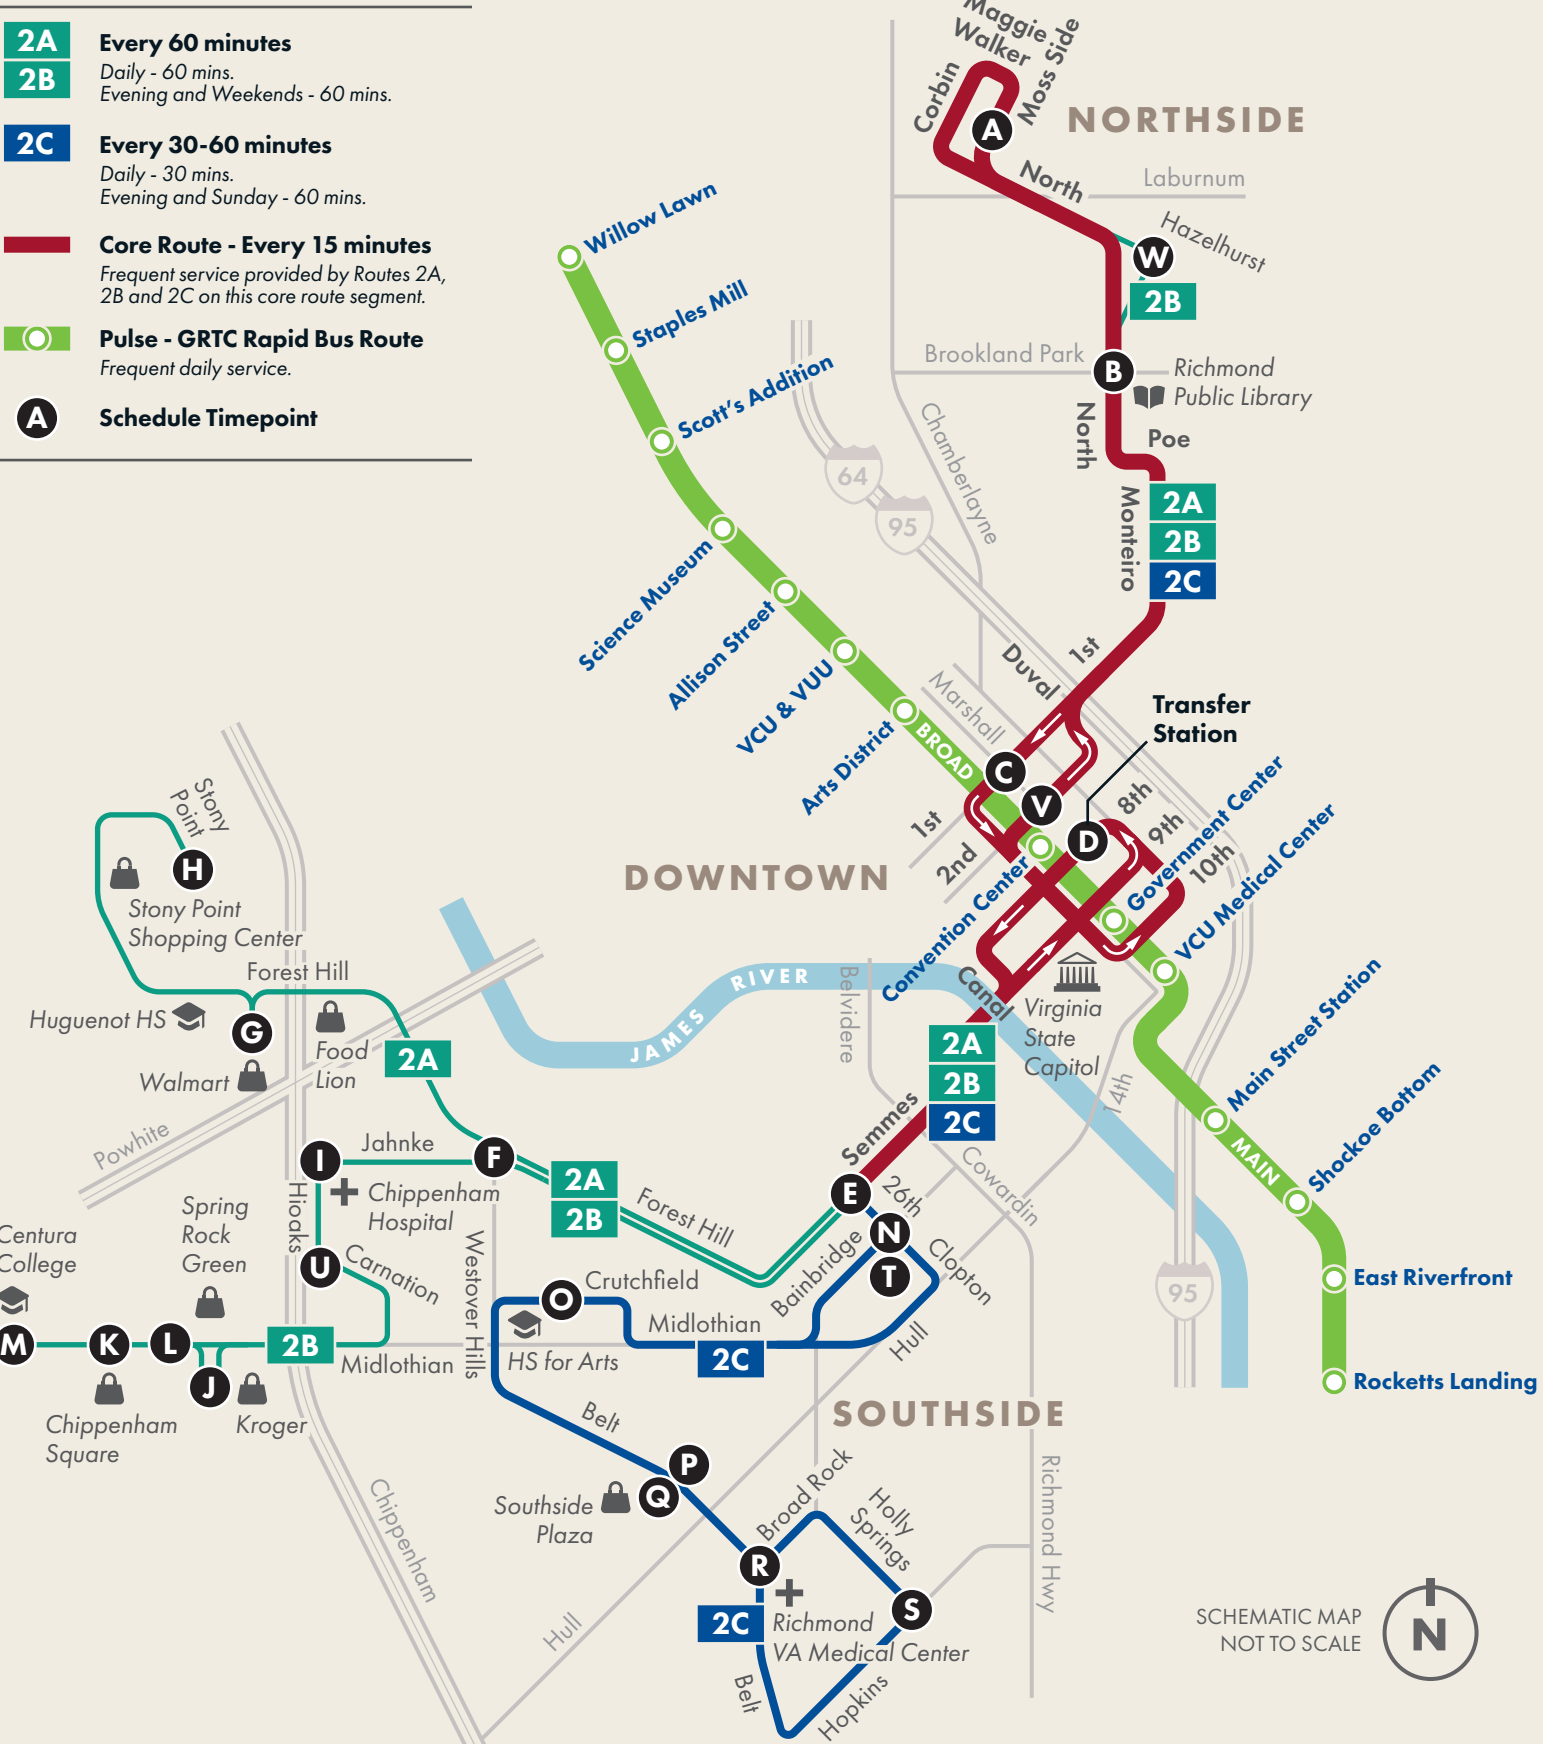 2A
2B
Every 60 minutes
Daily - 60 mins.
Evening and Weekends - 60 mins.
2C
Every 30-60 minutes
Daily - 30 mins.
Evening and Sunday - 60 mins.
Core Route - Every 15 minutes
Frequent service provided by Routes 2A,
2B and 2C on this core route segment.
Pulse - GRTC Rapid Bus Route
Frequent daily service.
A
Schedule Timepoint
Maggie
Walker
Moss Side
Corbin
A
NORTHSIDE
North
Laburnum
Hazelhurst
W
2B
Brookland Park
B
Richmond
Public Library
North
Poe
Chamberlayne
Monteiro
2A
2B
2C
64
95
Willow Lawn
Staples Mill
Scott's Addition
Science Museum
Allison Street
VCU & VUU
Arts District
BROAD
Marshall
Duval
1st
Transfer
Station
C
V
D
8th
9th
10th
1st
2nd
Government Center
VCU Medical Center
Convention Center
DOWNTOWN
Canal
Virginia
State
Capitol
Belvidere
JAMES
RIVER
14th
Main Street Station
MAIN
Shockoe Bottom
95
East Riverfront
Rocketts Landing
Stony
Point
H
Stony Point
Shopping Center
Forest Hill
Huguenot HS
G
Walmart
Food
Lion
2A
Powhite
2A
2B
2C
Semmes
E
26th
Cowardin
I
Jahnke
F
2A
2B
Forest Hill
Chippenham
Hospital
Hioaks
Spring
Rock
Green
Centura
College
U
Carnation
Westover Hills
N
T
Bainbridge
Clopton
O
Crutchfield
Midlothian
2C
Hull
HS for Arts
M
K
L
J
2B
Midlothian
Chippenham
Square
Kroger
SOUTHSIDE
Belt
P
Q
Southside
Plaza
Broad Rock
Holly
Springs
Richmond Hwy
Chippenham
R
S
2C
Richmond
VA Medical Center
Hull
Belt
Hopkins
SCHEMATIC MAP
NOT TO SCALE
N